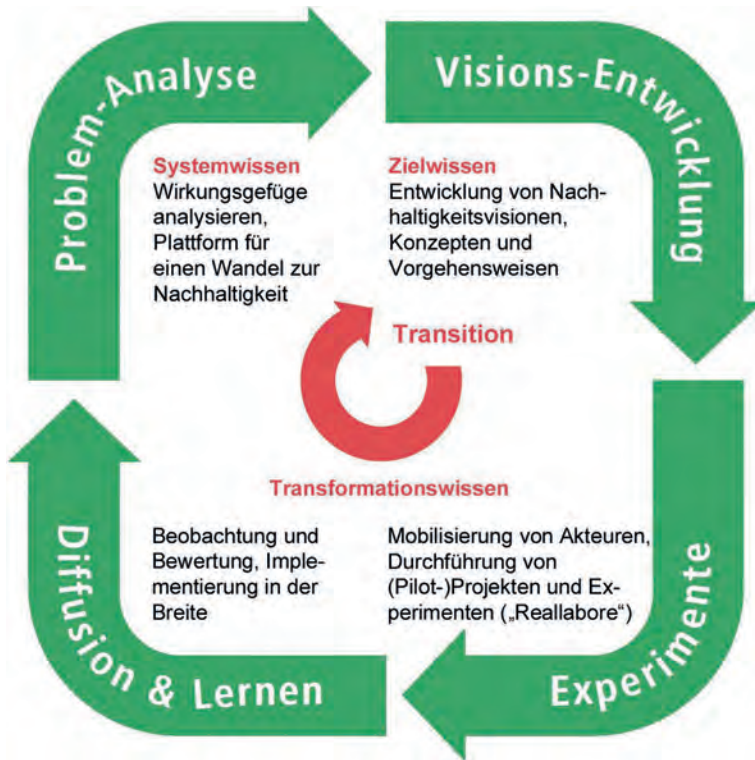 Problem-Analyse
Visions-Entwicklung
Systemwissen
Wirkungsgefüge
analysieren,
Plattform für
einen Wandel zur
Nachhaltigkeit
Zielwissen
Entwicklung von Nach-
haltigkeitsvisionen,
Konzepten und
Vorgehensweisen
Transition
Transformationswissen
Beobachtung und
Bewertung, Imple-
mentierung in der
Breite
Mobilisierung von Akteuren,
Durchführung von
(Pilot-)Projekten und Ex-
perimenten („Reallabore“)
Diffusion & Lernen
Experimente